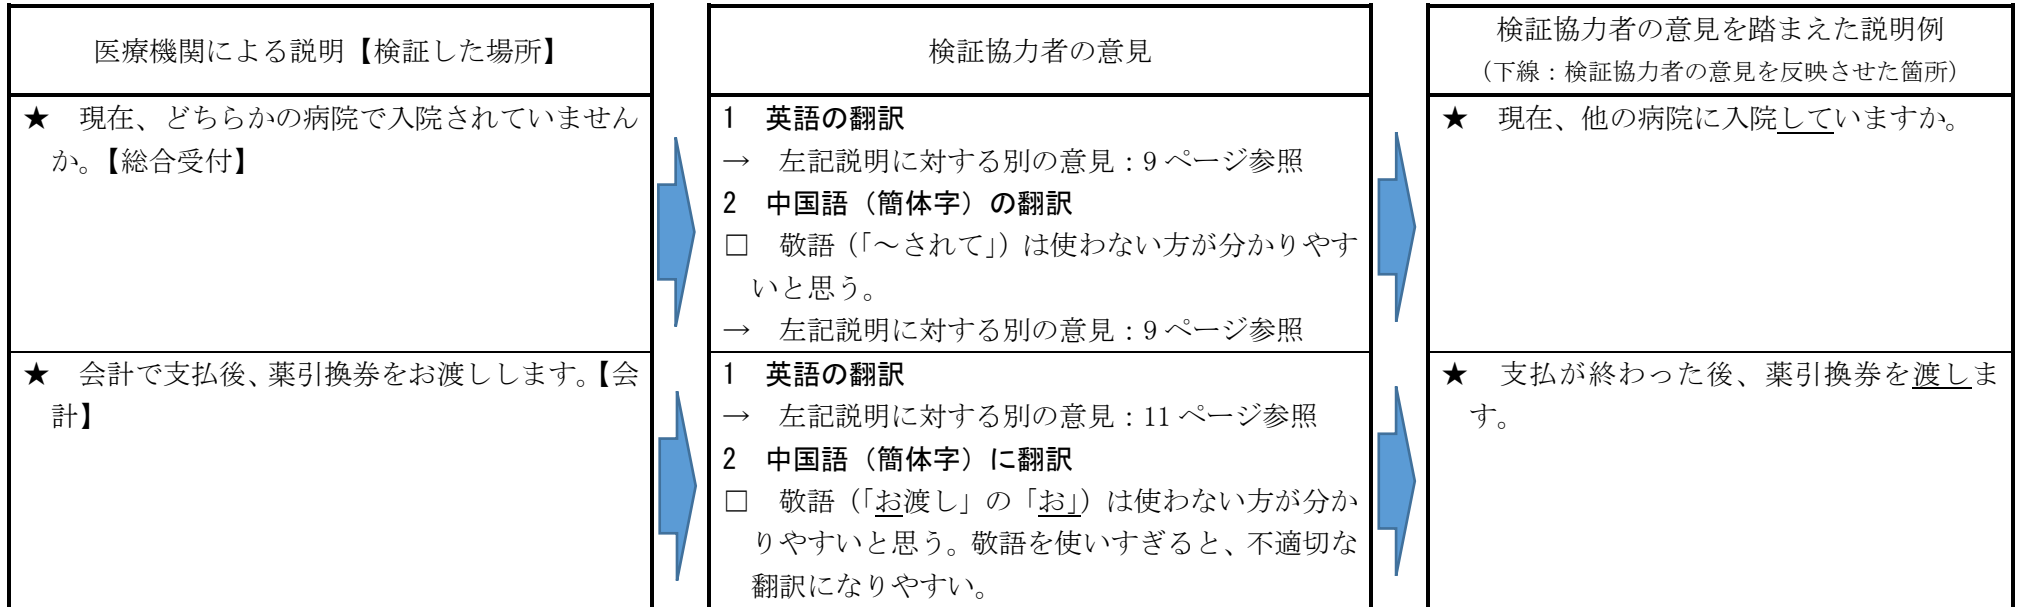 医療機関による説明【検証した場所】
検証協力者の意見
検証協力者の意見を踏まえた説明例
(下線:検証協力者の意見を反映させた箇所)
★ 現在、どちらかの病院で入院されていません
か。【総合受付】
1 英語の翻訳
→ 左記説明に対する別の意見:9ページ参照
2 中国語(簡体字)の翻訳
□ 敬語(「~されて」)は使わない方が分かりやす
いと思う。
→ 左記説明に対する別の意見:9ページ参照
★ 現在、他の病院に入院していますか。
★ 会計で支払後、薬引換券をお渡しします。【会
計】
1 英語の翻訳
→ 左記説明に対する別の意見:11ページ参照
2 中国語(簡体字)に翻訳
□ 敬語(「お渡し」の「お」)は使わない方が分か
りやすいと思う。敬語を使いすぎると、不適切な
翻訳になりやすい。
★ 支払が終わった後、薬引換券を渡しま
す。